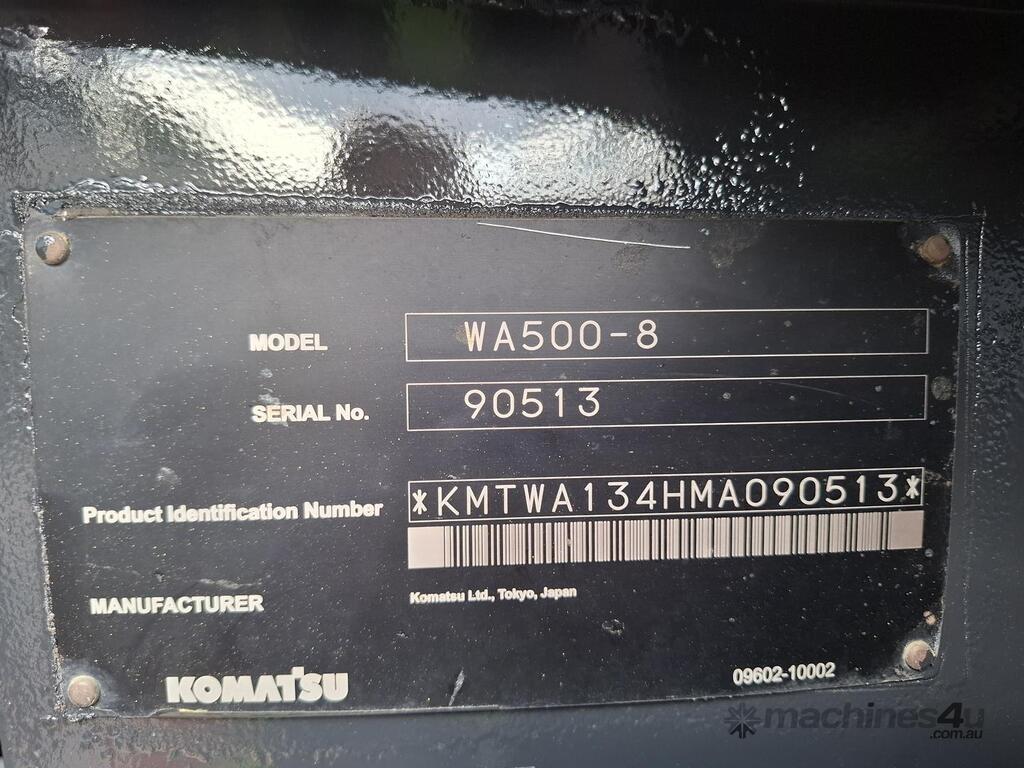 MODEL WA500-8
SERIAL No. 90513
Product Identification Number *KMTWA134HMA090513*
MANUFACTURER Komatsu Ltd., Tokyo, Japan
KOMATSU 09602-10002
machines4u
.com.au